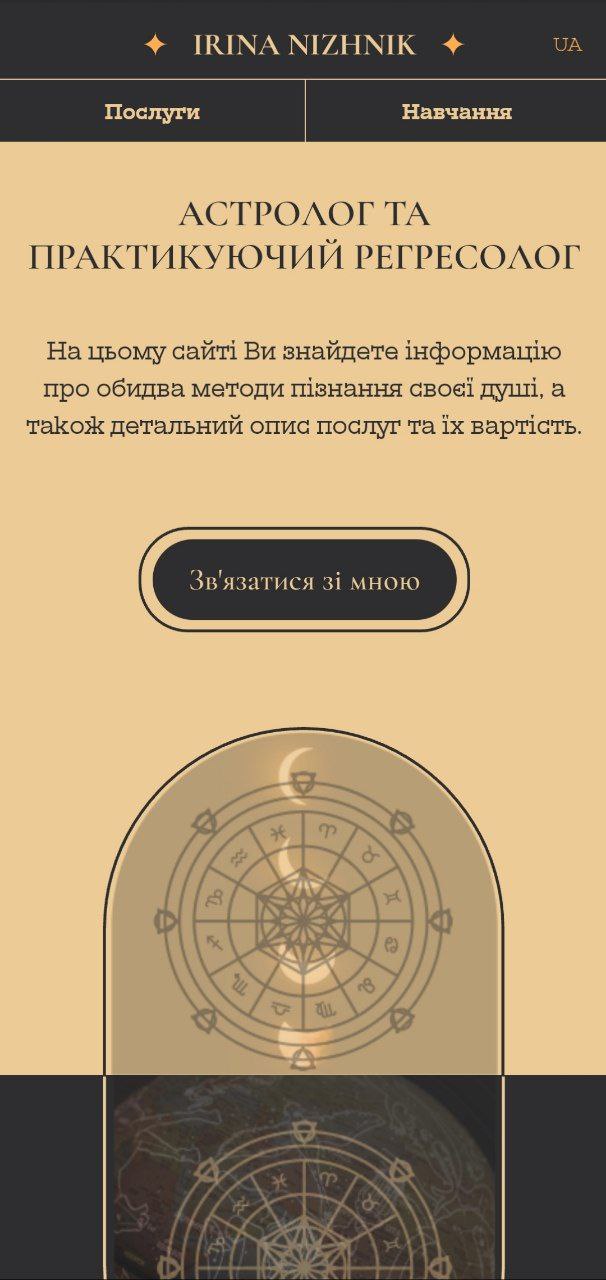 IRINA NIZHNIK
UA
Послуги
Навчання
АСТРОЛОГ ТА
ПРАКТИКУЮЧИЙ РЕГРЕСОЛОГ
На цьому сайті Ви знайдете інформацію
про обидва методи пізнання своєї душі, а
також детальний опис послуг та їх вартість.
Зв'язатися зі мною